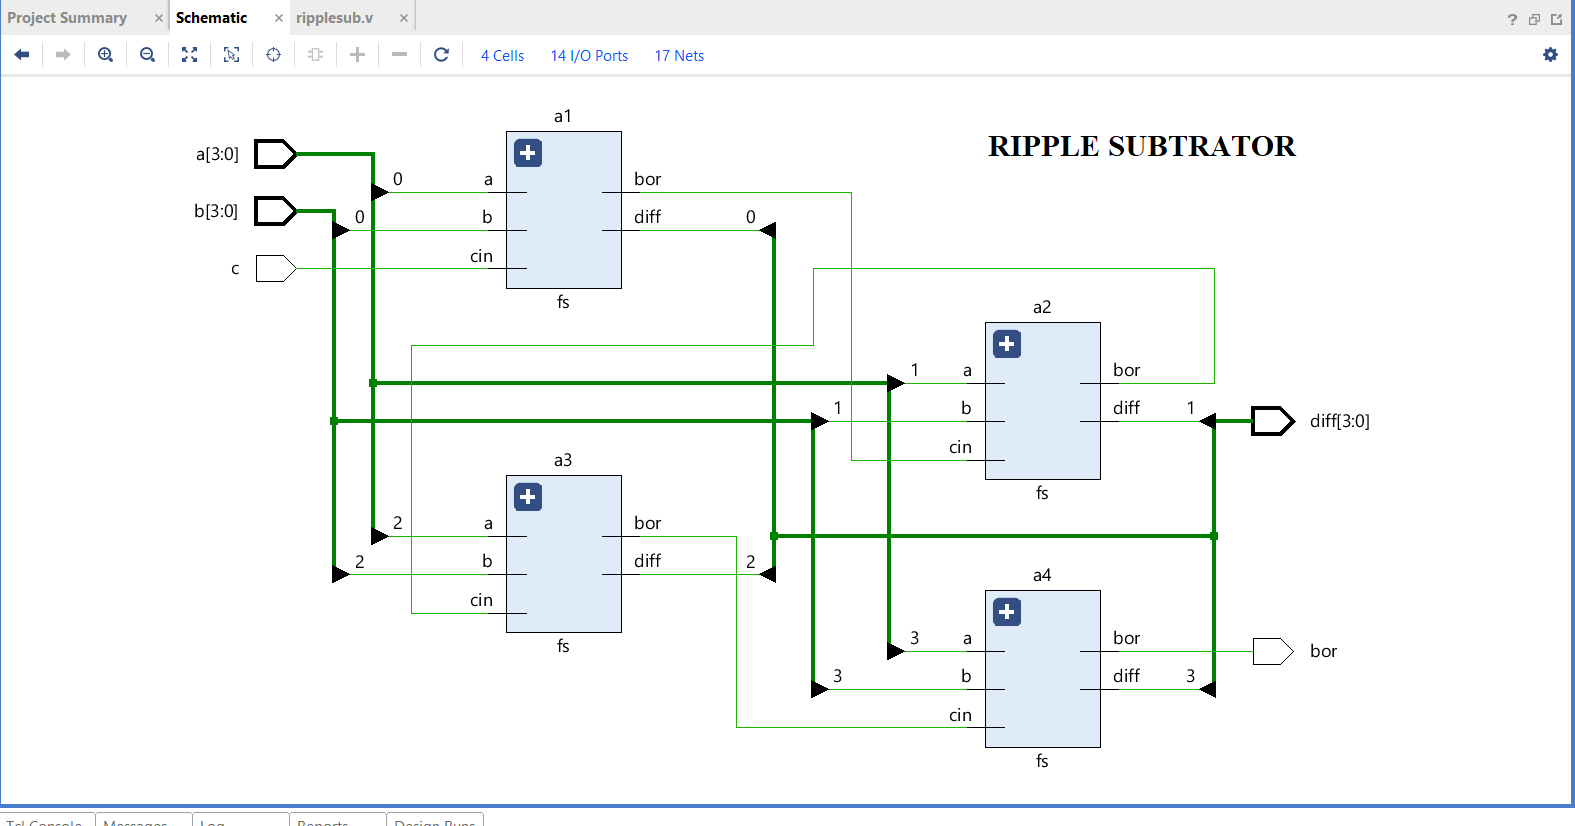 Project Summary × Schematic × ripplesub.v ×
?
4 Cells 14 I/O Ports 17 Nets
RIPPLE SUBTRATOR
a1
a[3:0]
0 a bor
b[3:0]
0 b diff 0
c
cin
fs
a2
1 a bor
1 b diff 1
diff[3:0]
cin
fs
a3
2 a bor
2 b diff 2
cin
fs
a4
3 a bor
bor
3 b diff 3
cin
fs
Tcl Console Messages Log Reports Design Runs